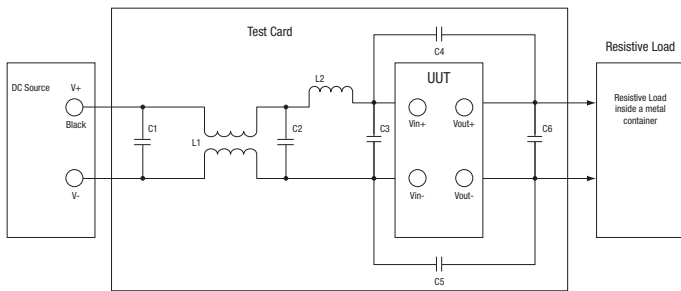 Test Card
C4
Resistive Load
DC Source
V+
L2
UUT
Resistive Load
inside a metal
container
Black
C1
L1
C2
C3
Vin+
Vout+
C6
V-
Vin-
Vout-
C5